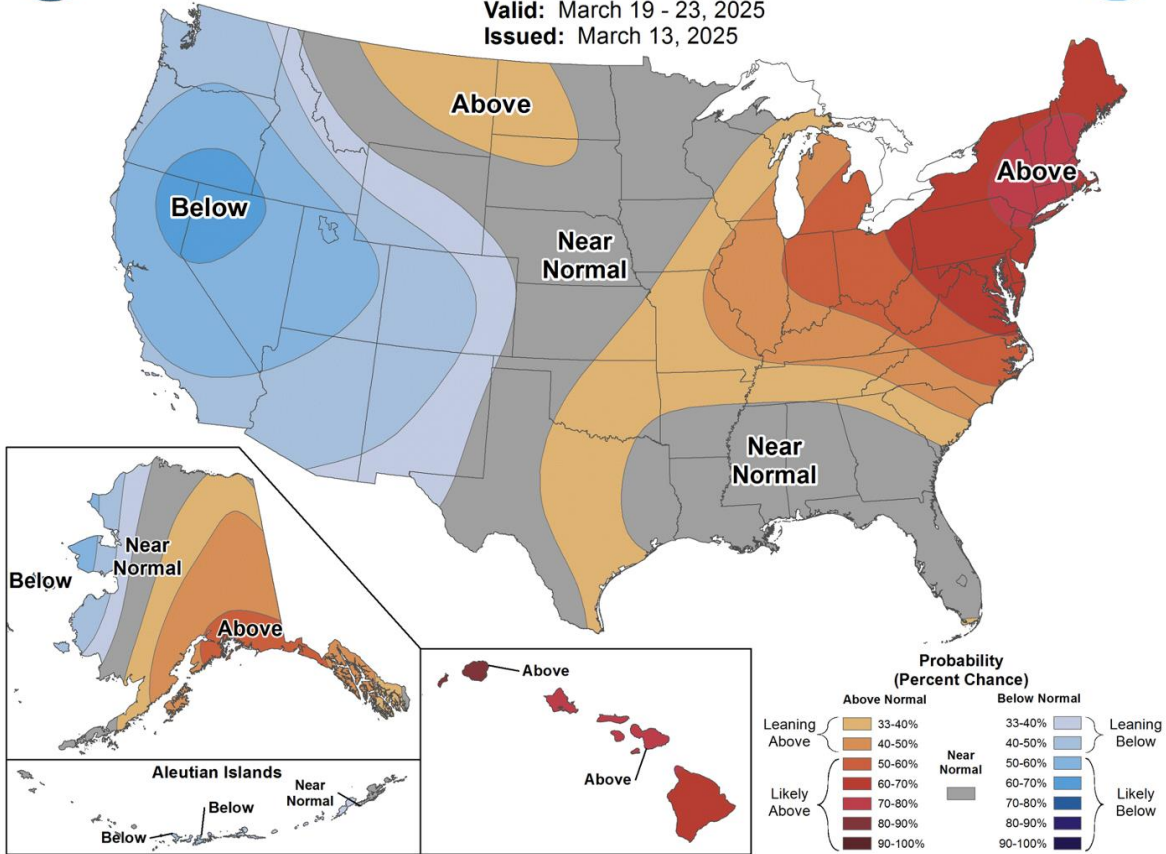 Valid: March 19 - 23, 2025
Issued: March 13, 2025
Above
Below
Near
Normal
Above
Near
Normal
Below
Near
Normal
Above
Aleutian Islands
Below
Below
Near
Normal
Above
Above
Probability
(Percent Chance)
Above Normal
Below Normal
Leaning
Above
33-40%
40-50%
Likely
Above
50-60%
60-70%
70-80%
80-90%
90-100%
Near
Normal
33-40%
40-50%
Leaning
Below
50-60%
60-70%
70-80%
80-90%
90-100%
Likely
Below